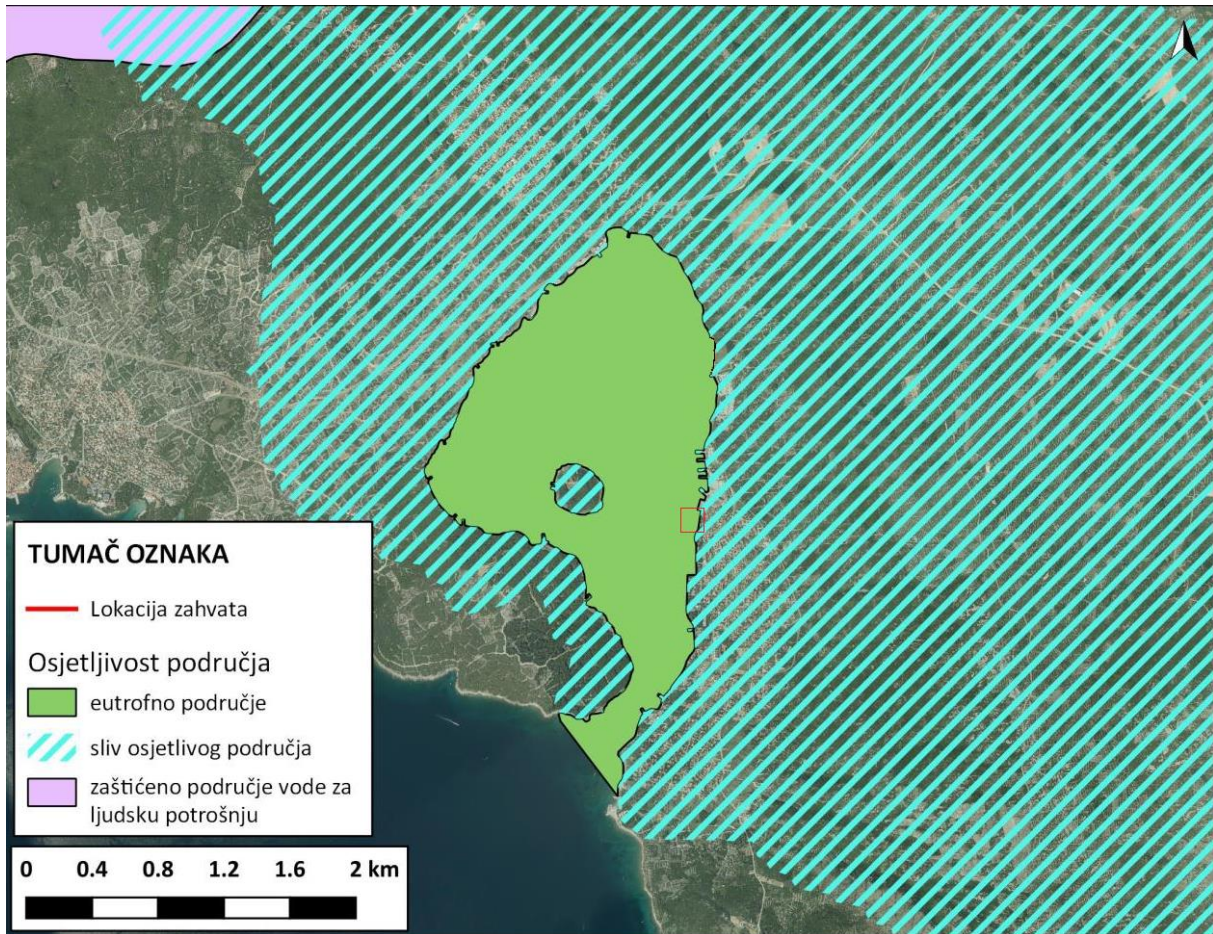 TUMAČ OZNAKA
Lokacija zahvata
Osjetljivost područja
eutrofno područje
sliv osjetlivog područja
zaštićeno područje vode za
ljudsku potrošnju
0 0.4 0.8 1.2 1.6 2 km